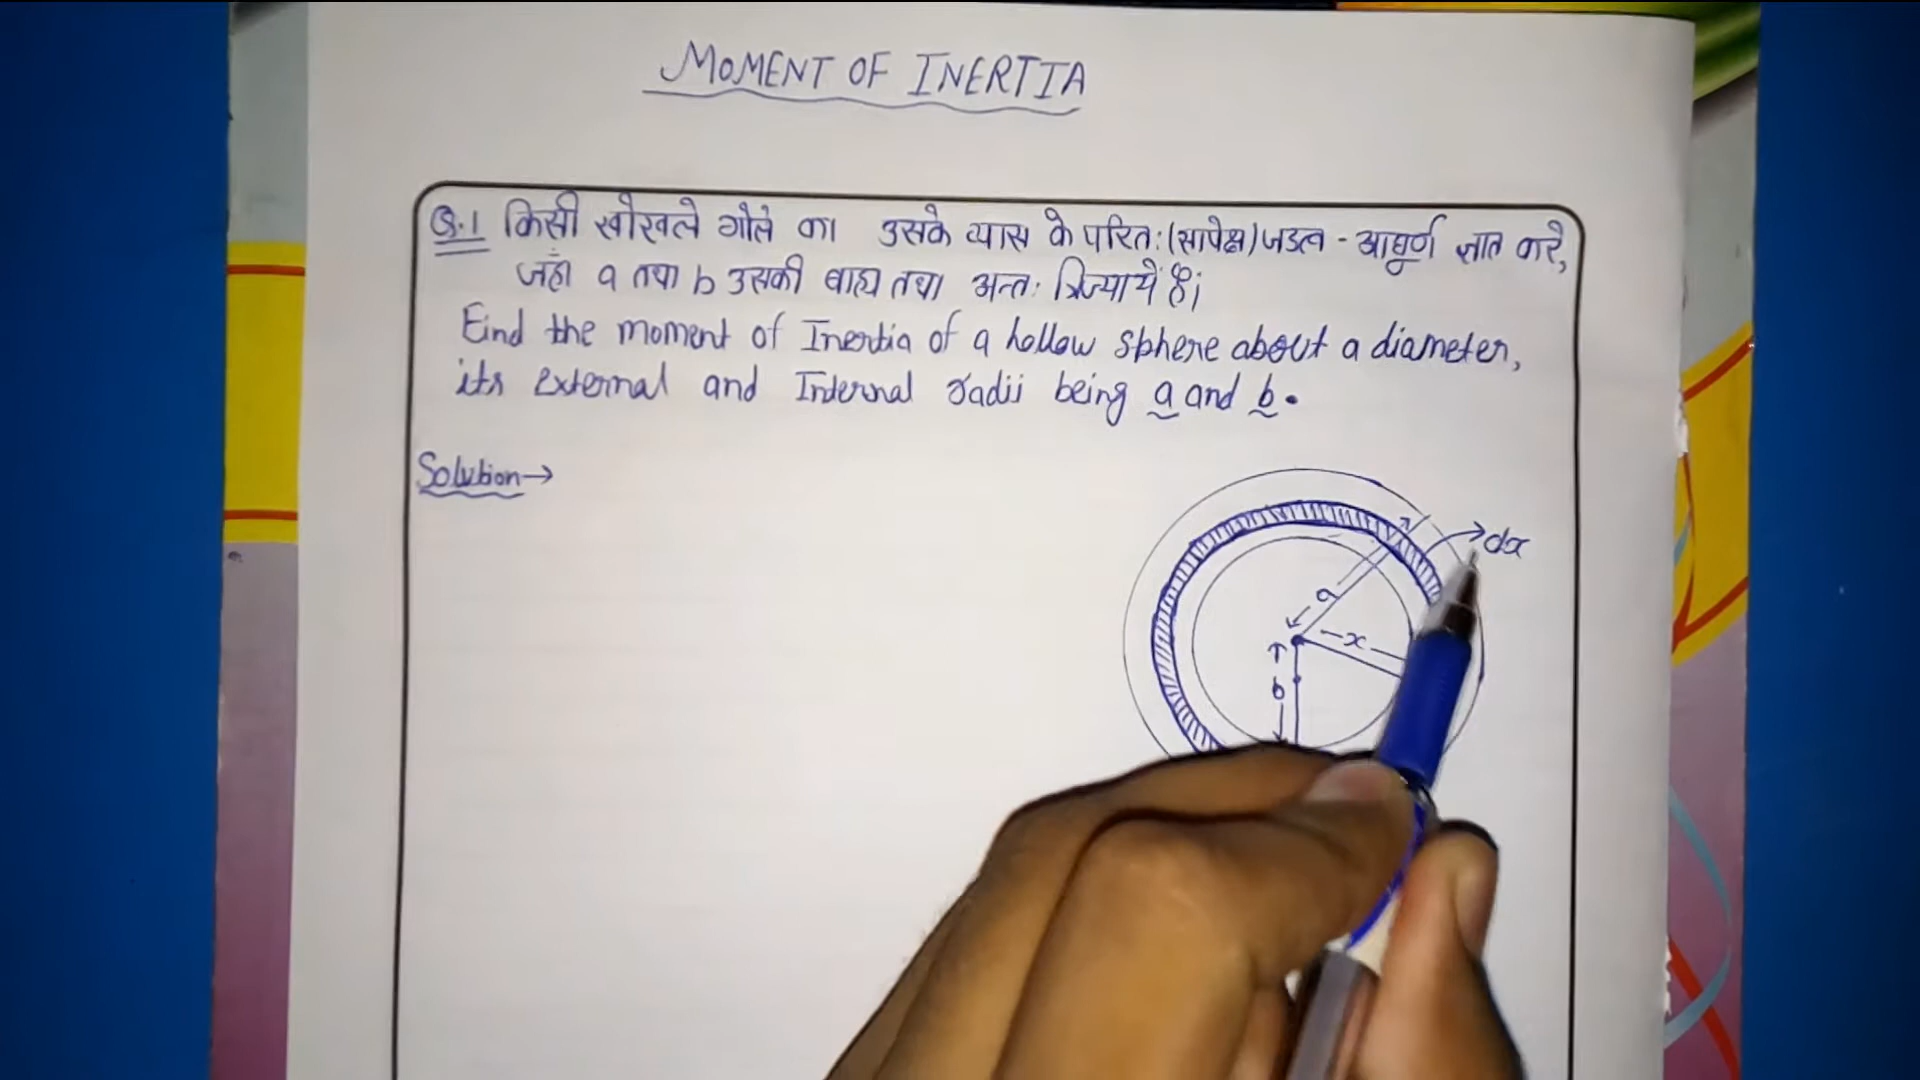 MOMENT OF INERTIA
Q.1 किसी खोखले गोले का उसके व्यास के परितः (सापेक्ष) जडत्व - आघूर्ण ज्ञात करे,
जहाँ a तथा b उसकी बाह्य तथा अन्तः त्रिज्यायें हैं।
Find the moment of Inertia of a hollow sphere about a diameter,
its external and Internal radii being a and b.
Solution→
dx
a
x
b